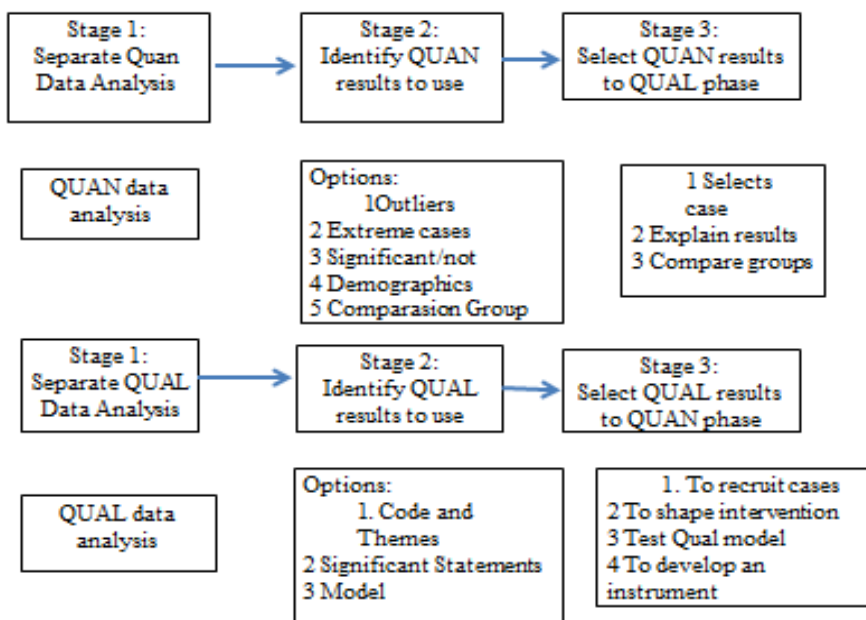 Stage 1:
Separate Quan
Data Analysis
Stage 2:
Identify QUAN
results to use
Stage 3:
Select QUAN results
to QUAL phase
QUAN data
analysis
Options:
1Outliers
2 Extreme cases
3 Significant/not
4 Demographics
5 Comparasion Group
1 Selects
case
2 Explain results
3 Compare groups
Stage 1:
Separate QUAL
Data Analysis
Stage 2:
Identify QUAL
results to use
Stage 3:
Select QUAL results
to QUAN phase
QUAL data
analysis
Options:
1. Code and
Themes
2 Significant Statements
3 Model
1. To recruit cases
2 To shape intervention
3 Test Qual model
4 To develop an
instrument